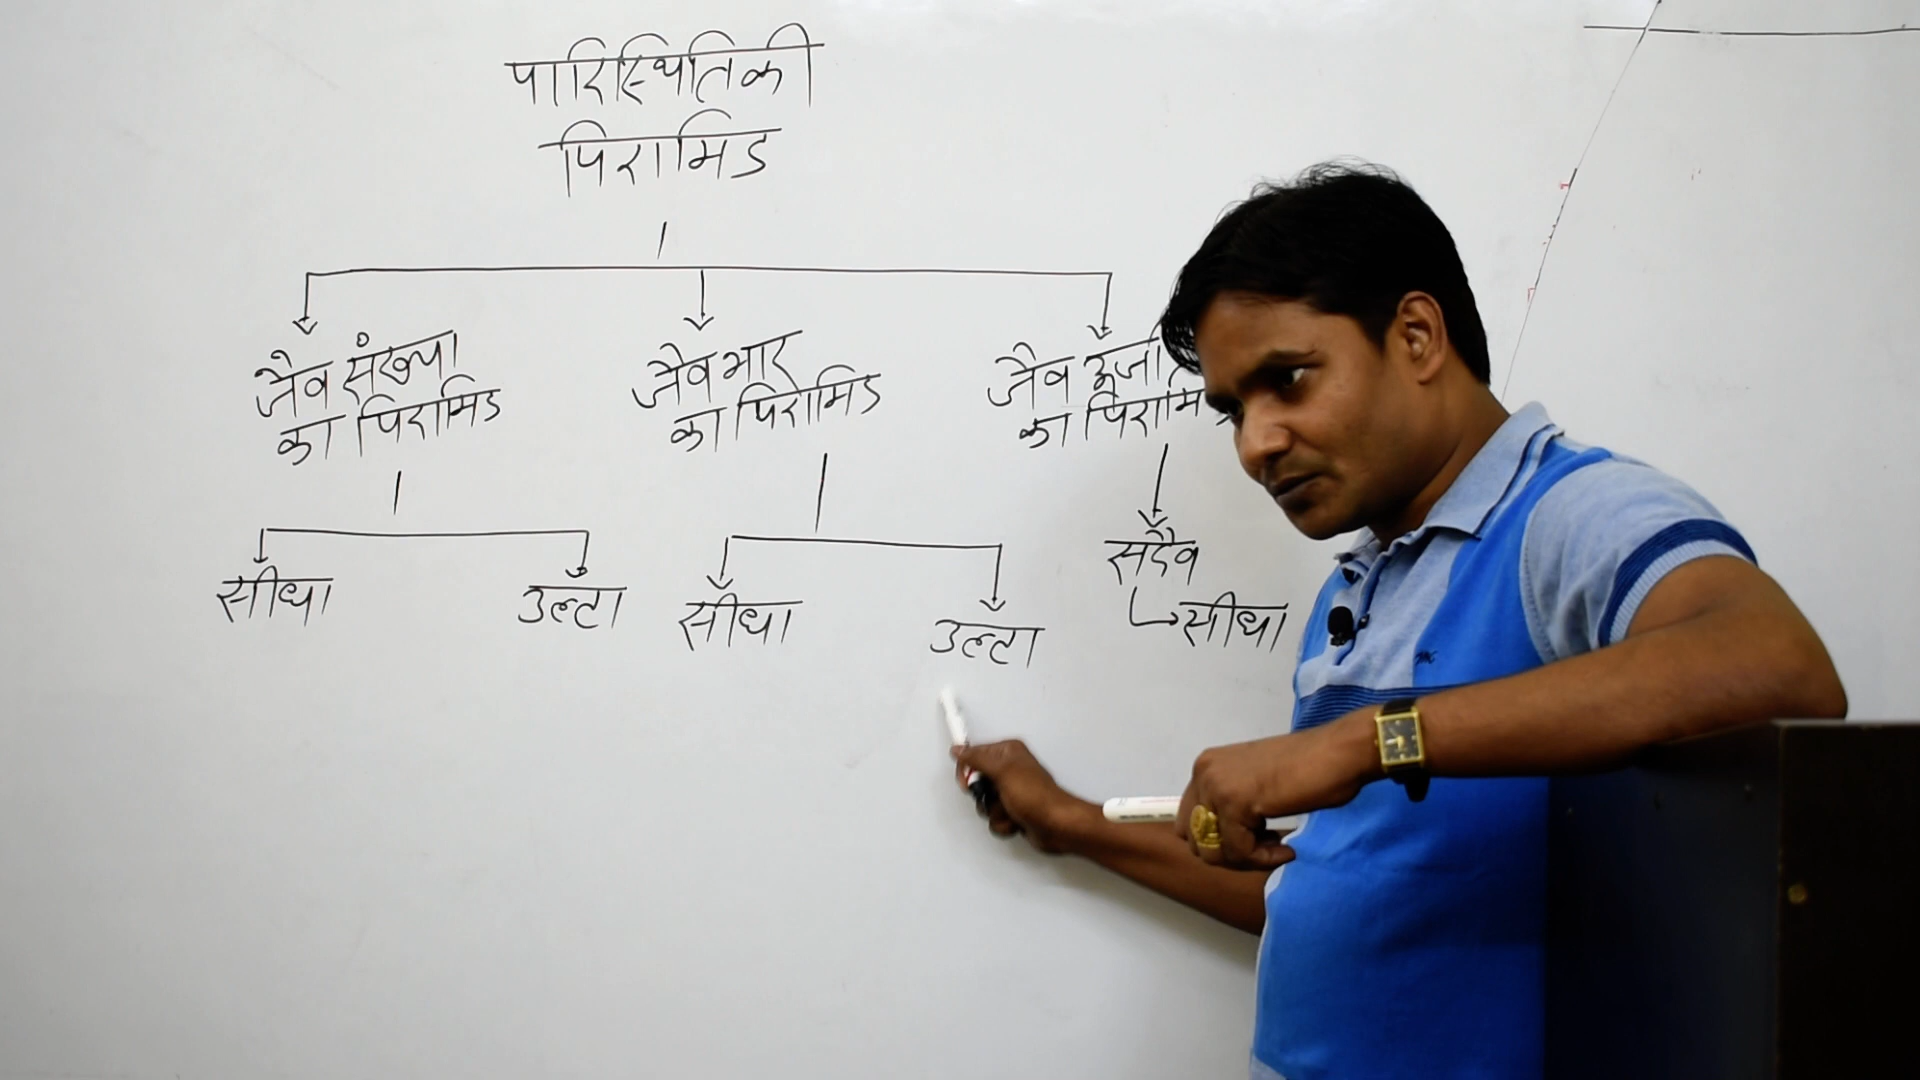 पारिस्थितिकी
पिरामिड
जैव संख्या
का पिरामिड
जैव भार
का पिरामिड
जैव ऊर्जा
का पिरामि
सीधा
उल्टा
सीधा
उल्टा
सदैव
सीधा